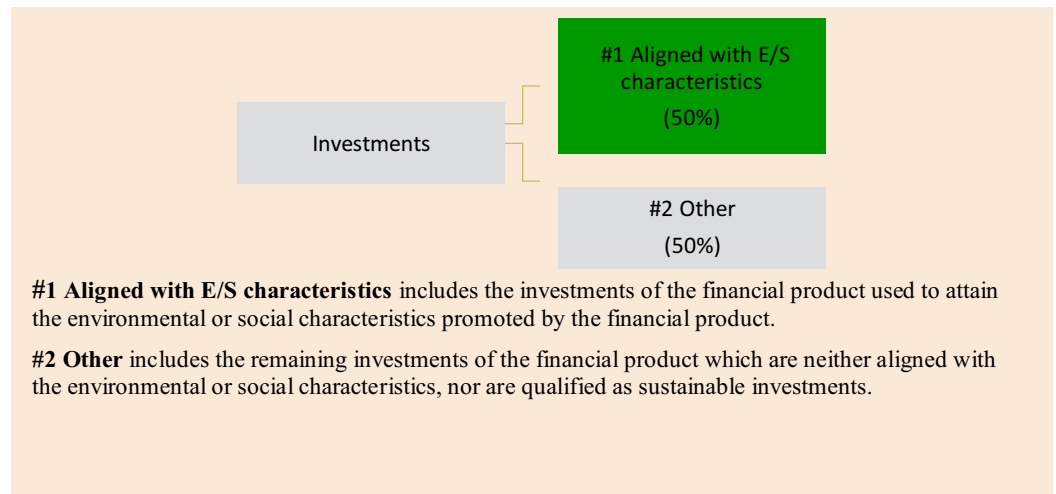 #1 Aligned with E/S
characteristics
(50%)
Investments
#2 Other
(50%)
#1 Aligned with E/S characteristics includes the investments of the financial product used to attain
the environmental or social characteristics promoted by the financial product.
#2 Other includes the remaining investments of the financial product which are neither aligned with
the environmental or social characteristics, nor are qualified as sustainable investments.